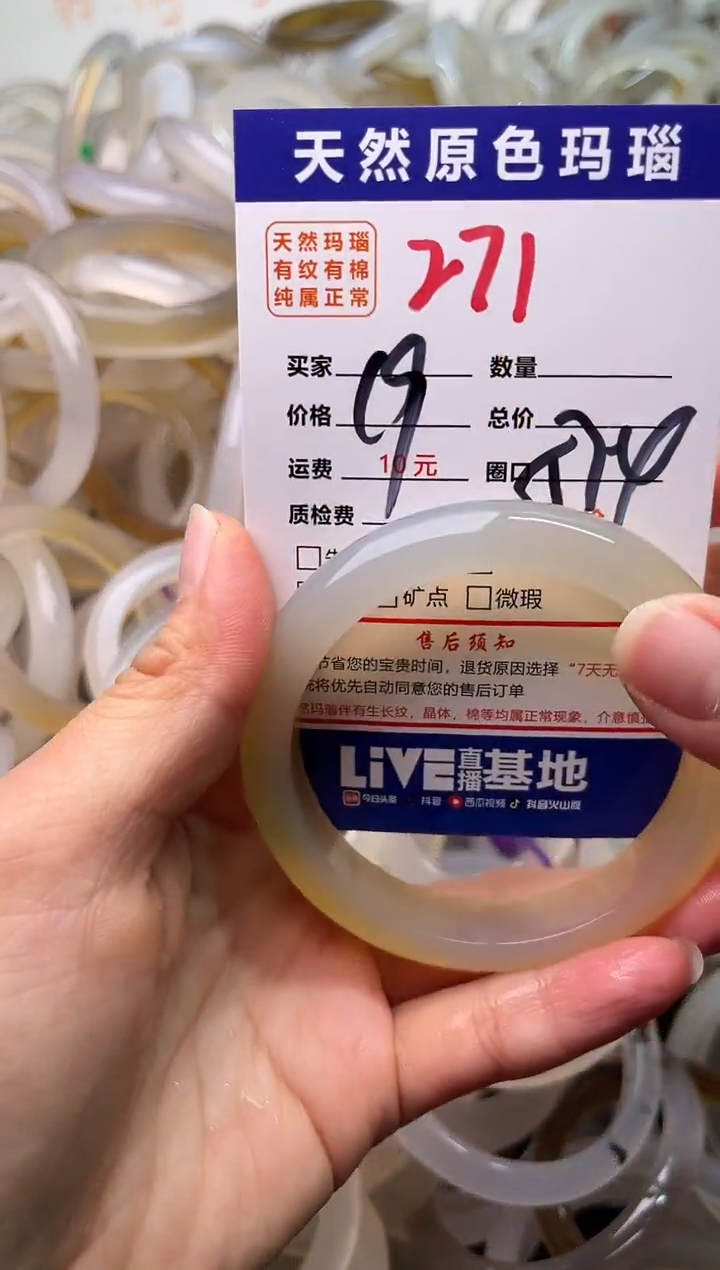 天然原色玛瑙
天然玛瑙
有纹有棉
纯属正常
271
买家
数量
价格 9
总价
运费 10元
圈口
质检费
矿点 微瑕
售后须知
节省您的宝贵时间，退货原因选择“7天无
统将优先自动同意您的售后订单
玛瑙伴有生长纹，晶体，棉等均属正常现象，介意慎
LiVE直播基地
今日头条 抖音 西瓜视频 抖音火山版